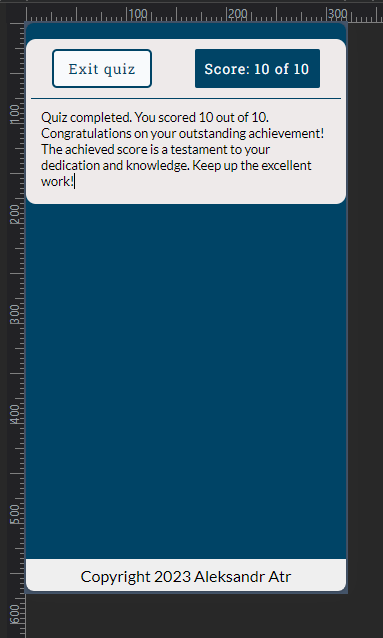 100
200
300
Exit quiz
Score: 10 of 10
Quiz completed. You scored 10 out of 10.
Congratulations on your outstanding achievement!
The achieved score is a testament to your
dedication and knowledge. Keep up the excellent
work!
100
200
300
400
500
600
Copyright 2023 Aleksandr Atr